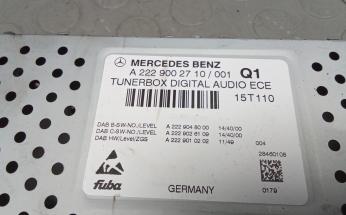 MERCEDES BENZ
A 222 900 27 10 / 001 Q1
TUNERBOX DIGITAL AUDIO ECE
15T110
DAB B-SW-NO./LEVEL A 222 904 80 00 14/40/00
DAB C-SW-NO./LEVEL A 222 902 61 09 14/40/00
DAB HW/Level/ZGS A 222 901 02 02 11/49 004
28460106
fuba GERMANY 0179